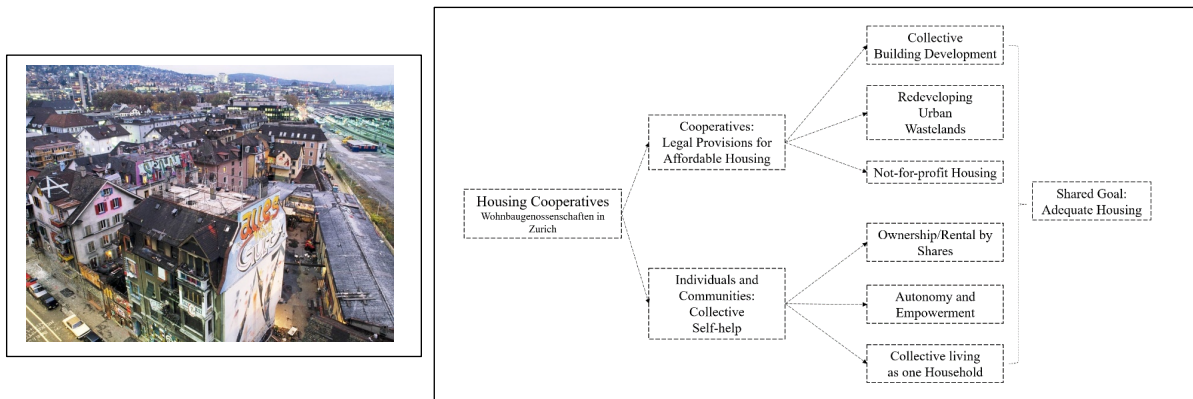 alles
Collective
Building Development
Redeveloping
Urban
Wastelands
Cooperatives:
Legal Provisions for
Affordable Housing
Not-for-profit Housing
Housing Cooperatives
Wohnbaugenossenschaften in
Zurich
Shared Goal:
Adequate Housing
Ownership/Rental by
Shares
Individuals and
Communities:
Collective
Self-help
Autonomy and
Empowerment
Collective living
as one Household